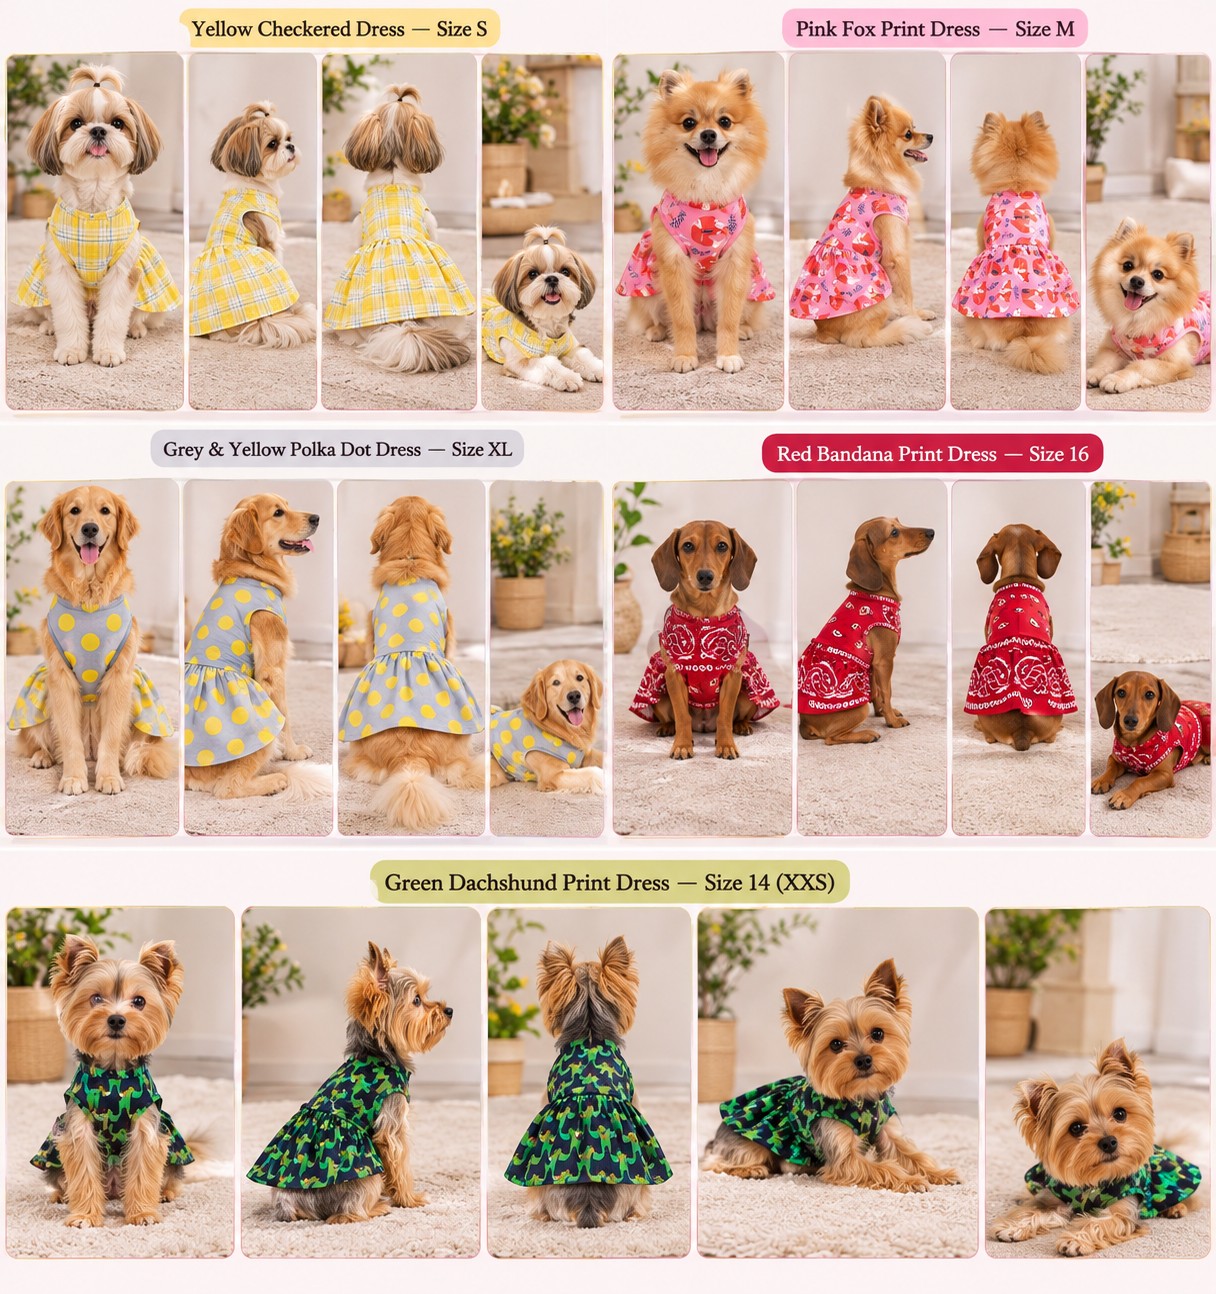 Yellow Checkered Dress — Size S
Pink Fox Print Dress — Size M
Grey & Yellow Polka Dot Dress — Size XL
Red Bandana Print Dress — Size 16
Green Dachshund Print Dress — Size 14 (XXS)